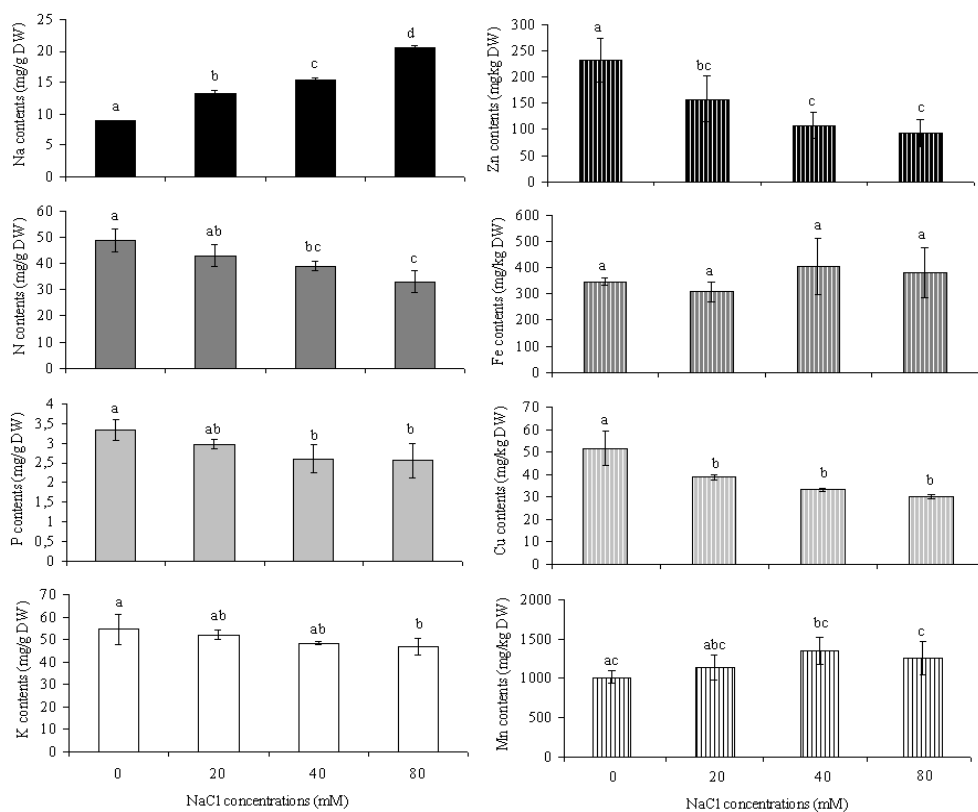 Na contents (mg/g DW)
25
20
15
10
5
0
a
b
c
d
Zn contents (mgkg DW)
300
250
200
150
100
50
0
a
bc
c
c
N contents (mg/g DW)
60
50
40
30
20
10
0
a
ab
bc
c
Fe contents (mg/kg DW)
600
500
400
300
200
100
0
a
a
a
a
P contents (mg/g DW)
4
3,5
3
2,5
2
1,5
1
0,5
0
a
ab
b
b
Cu contents (mg/kg DW)
70
60
50
40
30
20
10
0
a
b
b
b
K contents (mg/g DW)
70
60
50
40
30
20
10
0
a
ab
ab
b
0 20 40 80
NaCl concentrations (mM)
Mn contents (mg/kg DW)
2000
1500
1000
500
0
ac
abc
bc
c
0 20 40 80
NaCl concentrations (mM)